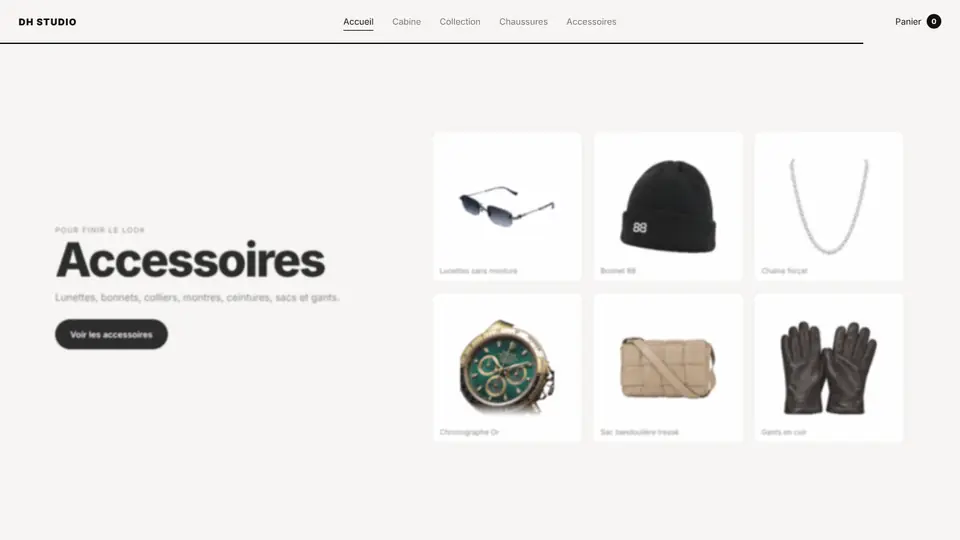 DH STUDIO
Accueil
Cabine
Collection
Chaussures
Accessoires
Panier 0
POUR FINIR LE LOOK
Accessoires
Lunettes, bonnets, colliers, montres, ceintures, sacs et gants.
Voir les accessoires
Lunettes sans monture
Bonnet 88
Chaîne forçat
88
Chronographe Or
Sac bandoulière tressé
Gants en cuir